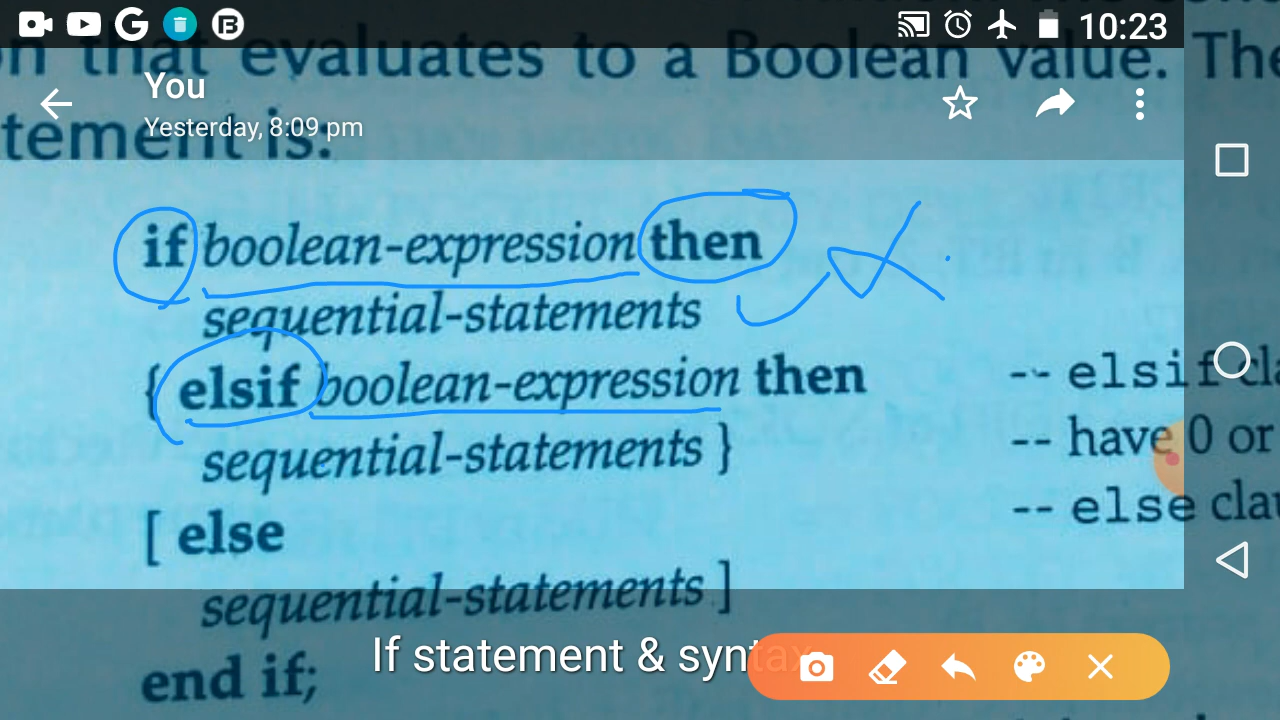 10:23
n that evaluates to a Boolean value. The
You
Yesterday, 8:09 pm
tement is:
if boolean-expression then
sequential-statements
{ elsif boolean-expression then -- elsif cla
sequential-statements } -- have 0 or
[ else -- else clau
sequential-statements ]
end if;
If statement & syntax